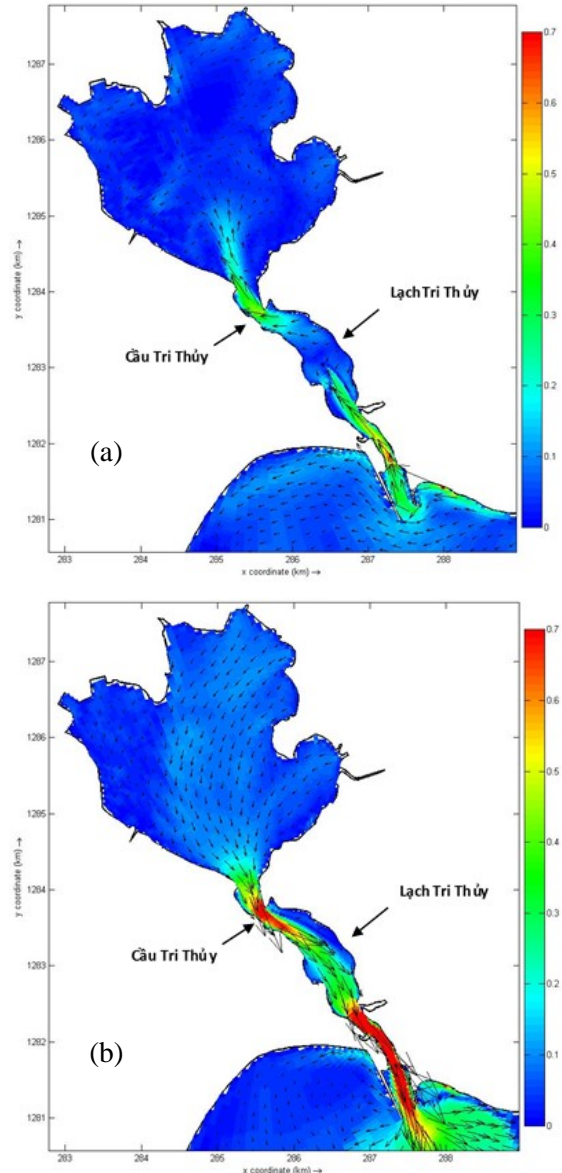 0.7
1287
0.6
1286
0.5
1285
0.4
y coordinate (km) →
1284
Lạch Tri Thủy
0.3
Cầu Tri Thủy
1283
0.2
1282
(a)
0.1
1281
0
283 284 285 286 287 288
x coordinate (km) →
0.7
1287
0.6
1286
0.5
1285
0.4
y coordinate (km) →
1284
Lạch Tri Thủy
0.3
Cầu Tri Thủy
1283
0.2
1282
(b)
0.1
1281
0
283 284 285 286 287 288
x coordinate (km) →